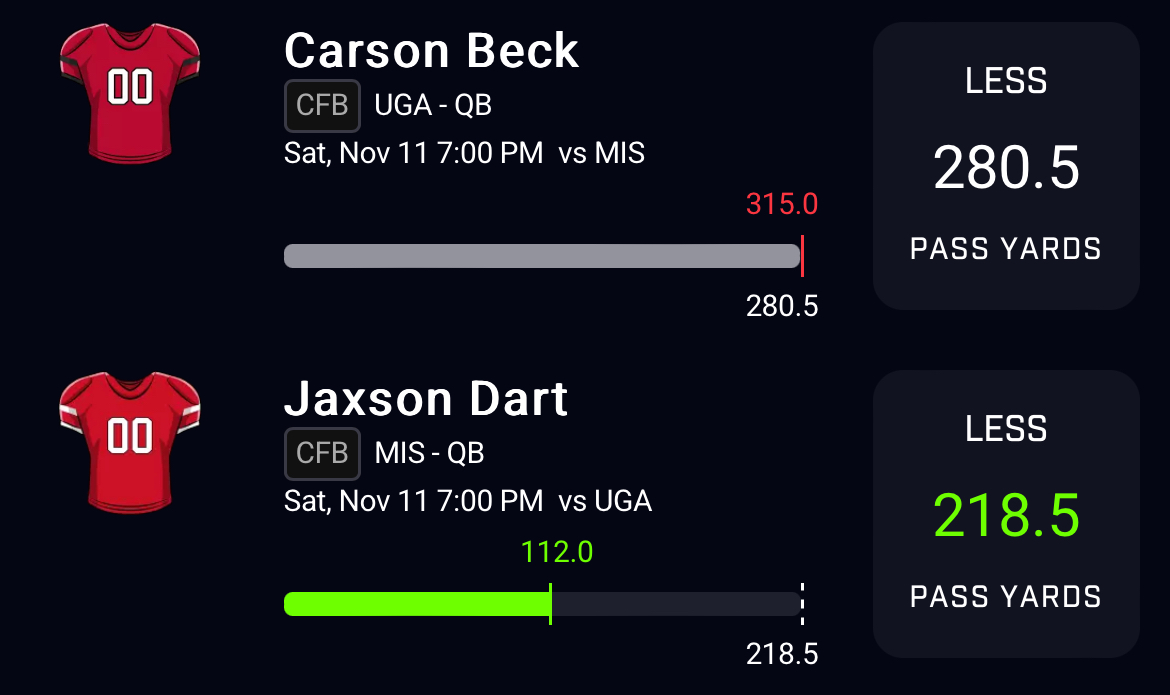 00
Carson Beck
CFB UGA - QB
Sat, Nov 11 7:00 PM vs MIS
315.0
280.5
LESS
280.5
PASS YARDS
00
Jaxson Dart
CFB MIS - QB
Sat, Nov 11 7:00 PM vs UGA
112.0
218.5
LESS
218.5
PASS YARDS